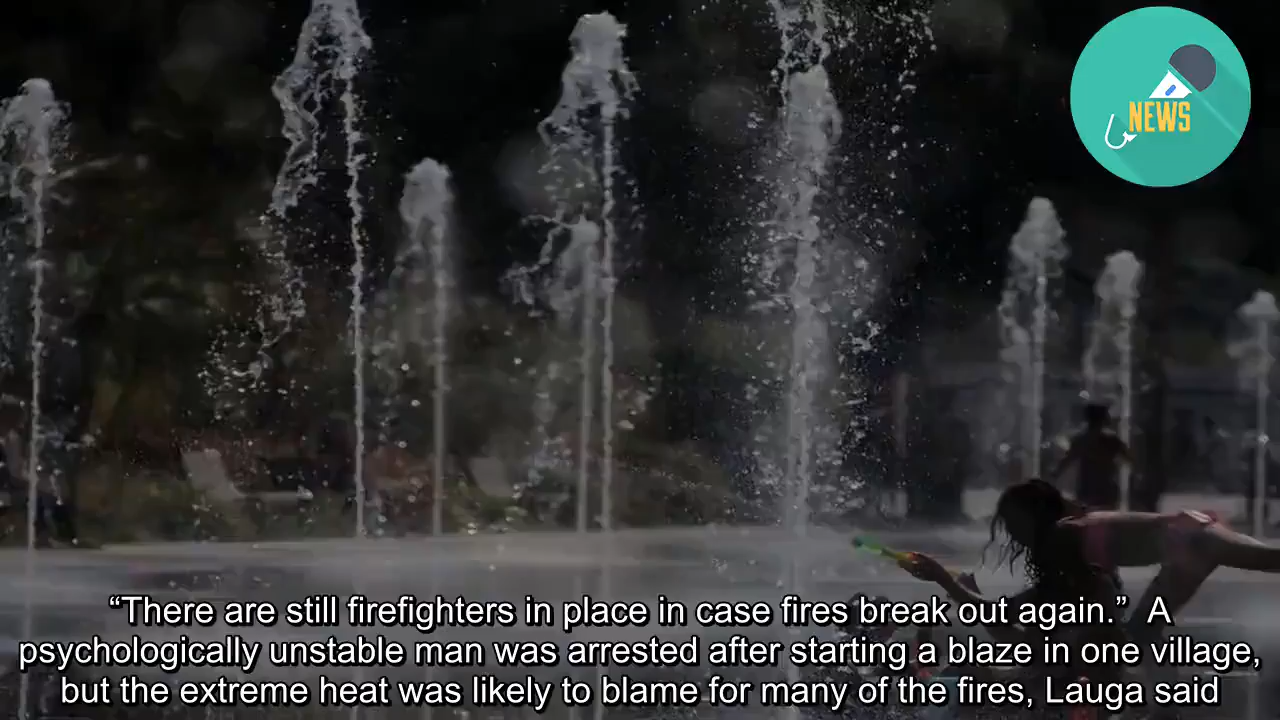 NEWS
“There are still firefighters in place in case fires break out again.”  A
psychologically unstable man was arrested after starting a blaze in one village,
but the extreme heat was likely to blame for many of the fires, Lauga said